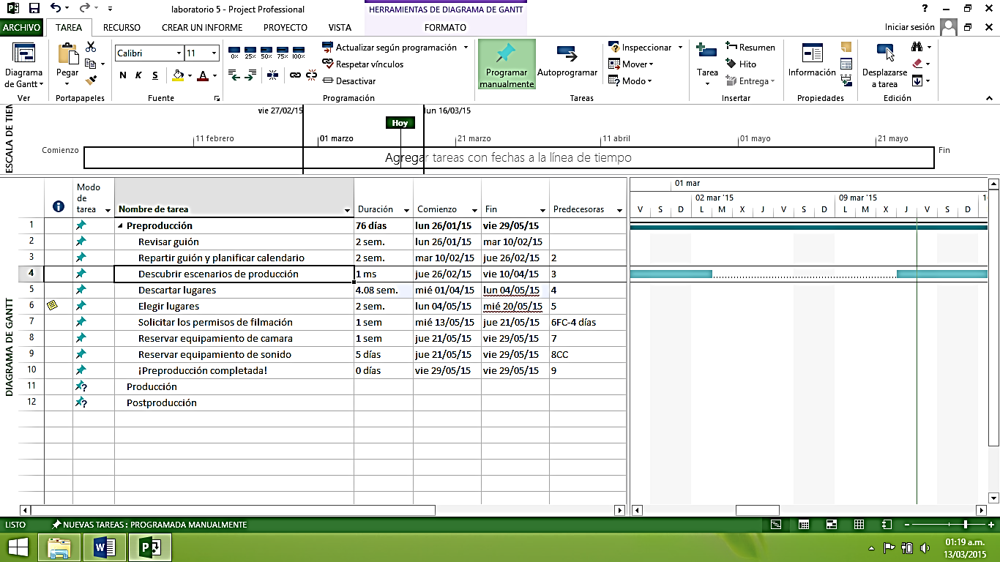 laboratorio 5 - Project Professional
HERRAMIENTAS DE DIAGRAMA DE GANTT
?
ARCHIVO TAREA RECURSO CREAR UN INFORME PROYECTO VISTA FORMATO Iniciar sesión
Diagrama de Gantt
Ver
Pegar
Portapapeles
Calibri 11
N K S A
Fuente
0% 25% 50% 75% 100%
Actualizar según programación
Respetar vínculos
Desactivar
Programación
Programar manualmente
Autoprogramar
Inspeccionar
Mover
Modo
Tareas
Tarea
Resumen
Hito
Entrega
Insertar
Información
Propiedades
Desplazarse a tarea
Edición
ESCALA DE TIEM
vie 27/02/15 lun 16/03/15
Hoy
11 febrero 01 marzo 21 marzo 11 abril 01 mayo 21 mayo
Comienzo Agregar tareas con fechas a la línea de tiempo Fin
DIAGRAMA DE GANTT
Modo de tarea Nombre de tarea Duración Comienzo Fin Predecesoras
01 mar
02 mar '15 09 mar '15 1
V S D L M X J V S D L M X J V S D L
1 Preproducción 76 días lun 26/01/15 vie 29/05/15
2 Revisar guión 2 sem. lun 26/01/15 mar 10/02/15
3 Repartir guión y planificar calendario 2 sem. mar 10/02/15 jue 26/02/15 2
4 Descubrir escenarios de producción 1 ms jue 26/02/15 vie 10/04/15 3
5 Descartar lugares 4.08 sem. mié 01/04/15 lun 04/05/15 4
6 Elegir lugares 2 sem. lun 04/05/15 mié 20/05/15 5
7 Solicitar los permisos de filmación 1 sem mié 13/05/15 jue 21/05/15 6FC-4 días
8 Reservar equipamiento de camara 1 sem jue 21/05/15 vie 29/05/15 7
9 Reservar equipamiento de sonido 5 días jue 21/05/15 vie 29/05/15 8CC
10 ¡Preproducción completada! 0 días vie 29/05/15 vie 29/05/15 9
11 Producción
12 Postproducción
LISTO NUEVAS TAREAS : PROGRAMADA MANUALMENTE
01:19 a.m.
13/03/2015